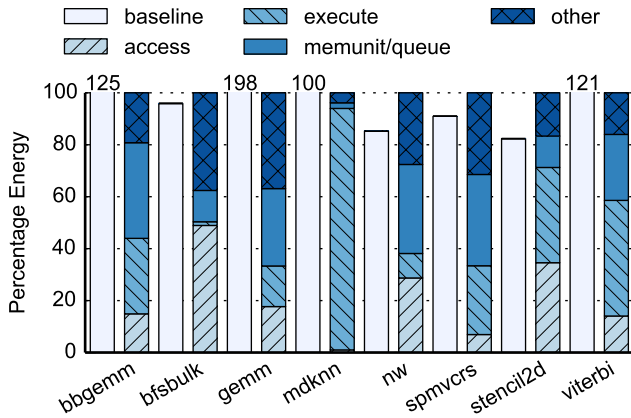 baseline execute other
access memunit/queue
125 198 100 121
100
80
60
40
20
0
Percentage Energy
bbgemm bfsbulk gemm mdknn nw spmvcrs stencil2d viterbi